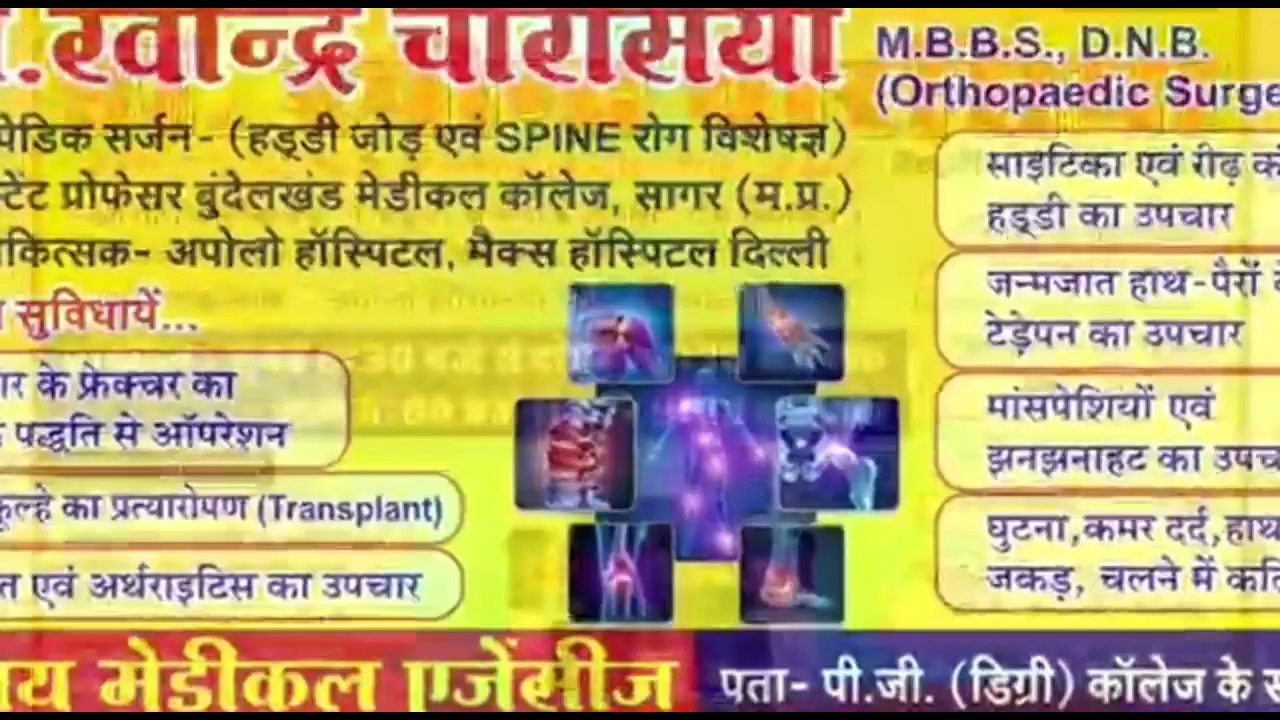 .रवीन्द्र चौरसिया
M.B.B.S., D.N.B.
(Orthopaedic Surge
पेडिक सर्जन- (हड्डी जोड़ एवं SPINE रोग विशेषज्ञ)
स्टेंट प्रोफेसर बुंदेलखंड मेडीकल कॉलेज, सागर (म.प्र.)
चिकित्सक- अपोलो हॉस्पिटल, मैक्स हॉस्पिटल दिल्ली
सुविधायें...
ार के फ्रेक्चर का
पद्धति से ऑपरेशन
कुल्हे का प्रत्यारोपण (Transplant)
त एवं अर्थराइटिस का उपचार
साइटिका एवं रीढ़ की
हड्डी का उपचार
जन्मजात हाथ-पैरों
टेड़ेपन का उपचार
मांसपेशियों एवं
झनझनाहट का उपच
घुटना,कमर दर्द,हाथ
जकड़, चलने में कठि
य मेडीकल एजेंसीज
पता- पी.जी. (डिग्री) कॉलेज के स